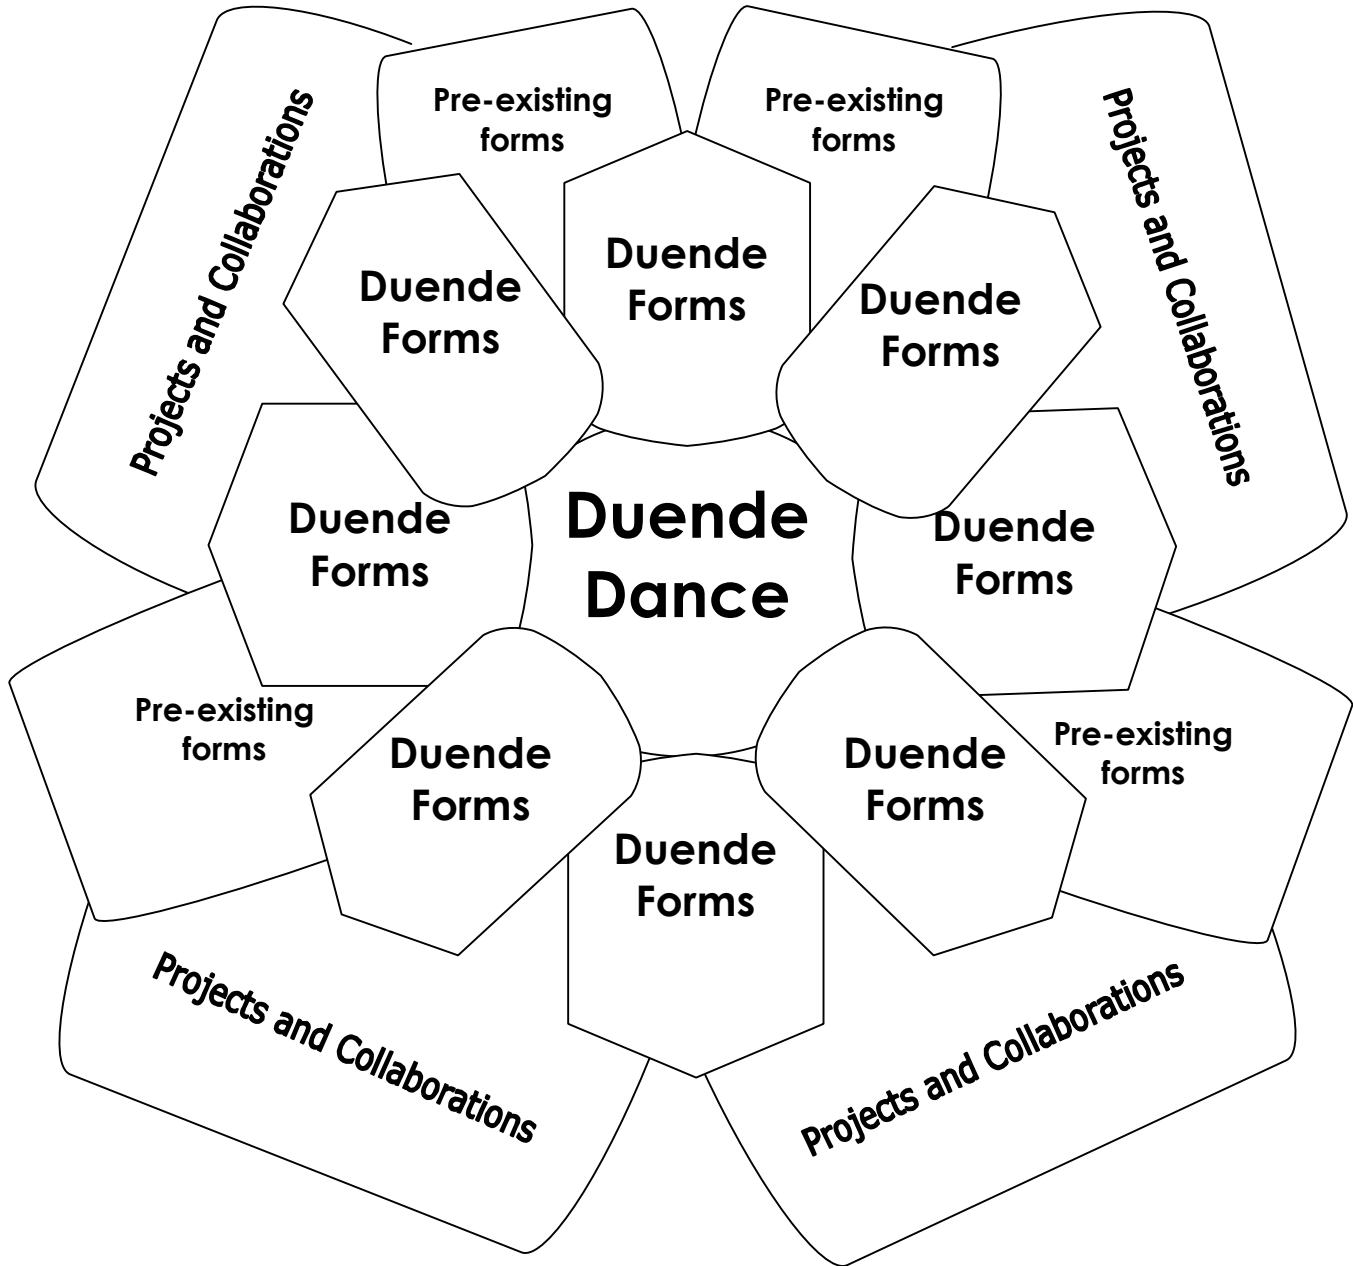 Pre-existing
forms
Pre-existing
forms
Projects and Collaborations
Projects and Collaborations
Duende
Forms
Duende
Forms
Duende
Forms
Duende
Forms
Duende
Dance
Duende
Forms
Pre-existing
forms
Duende
Forms
Duende
Forms
Pre-existing
forms
Duende
Forms
Projects and Collaborations
Projects and Collaborations